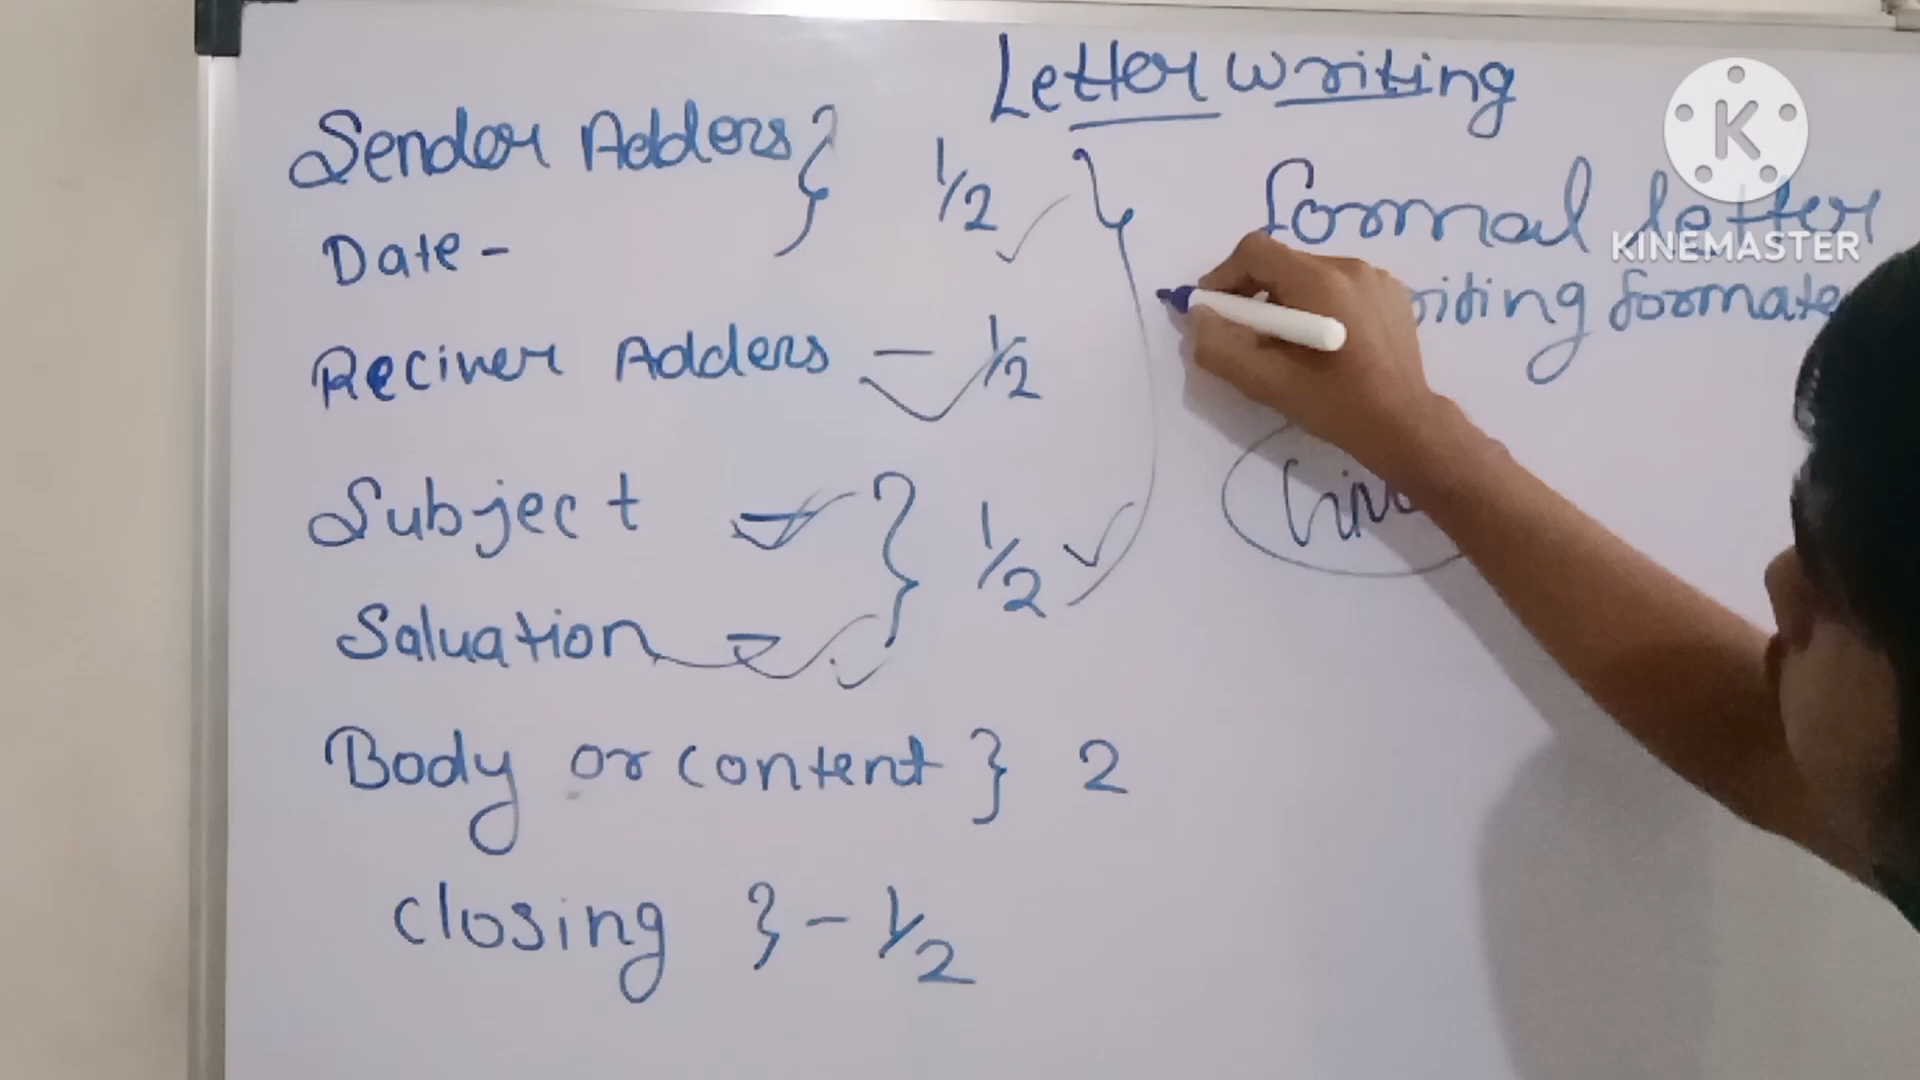 Letter writing
Sender Adders } 1/2
Date -
Reciver Adders - 1/2
Subject
Saluation } 1/2
Body or content } 2
closing } - 1/2
formal letter
formate
K
KINEMASTER